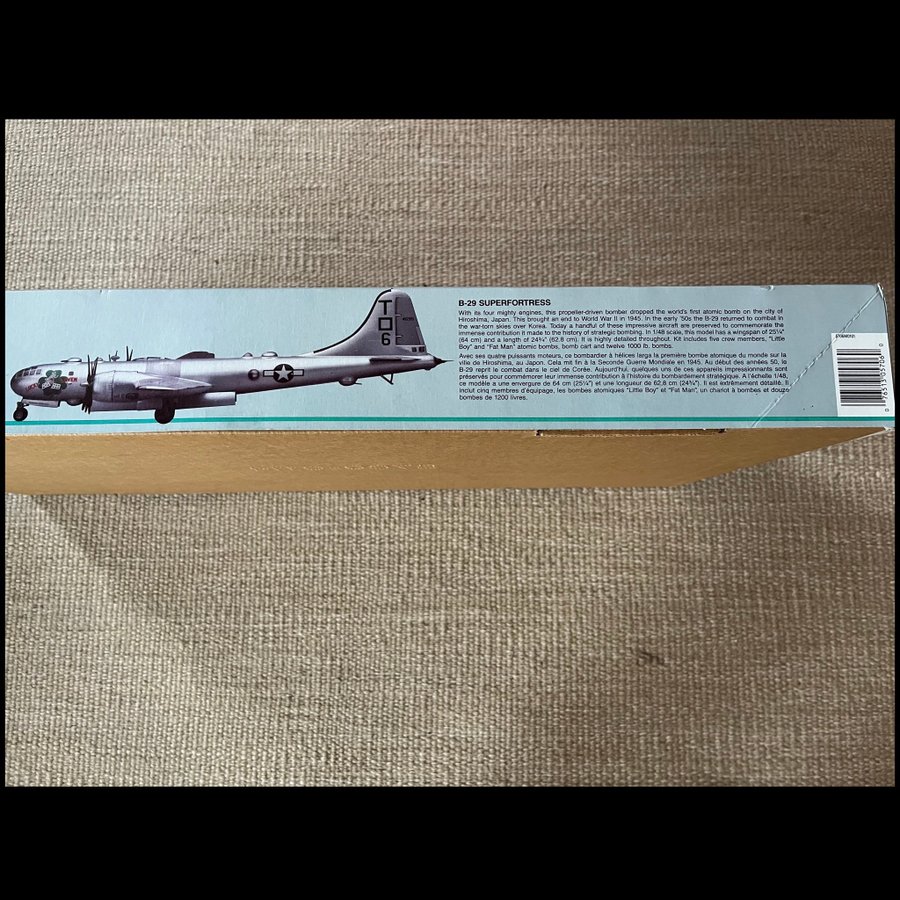 B-29 SUPERFORTRESS
With its four mighty engines, this propeller-driven bomber dropped the world's first atomic bomb on the city of
Hiroshima, Japan. This brought an end to World War II in 1945. In the early '50s the B-29 returned to combat in
the war-torn skies over Korea. Today a handful of these impressive aircraft are preserved to commemorate the
immense contribution it made to the history of strategic bombing. In 1/48 scale, this model has a wingspan of 25¼"
(64 cm) and a length of 24¾" (62.8 cm). It is highly detailed throughout. Kit includes five crew members, "Little
Boy" and "Fat Man" atomic bombs, bomb cart and twelve 1000 lb. bombs.
Avec ses quatre puissants moteurs, ce bombardier à hélices larga la première bombe atomique du monde sur la
ville de Hiroshima, au Japon. Cela mit fin à la Seconde Guerre Mondiale en 1945. Au début des années 50, le
B-29 reprit le combat dans le ciel de Corée. Aujourd'hui, quelques uns de ces appareils impressionnants sont
préservés pour commémorer leur immense contribution à l'histoire du bombardement stratégique. A l'échelle 1/48,
ce modèle a une envergure de 64 cm (25¼") et une longueur de 62,8 cm (24¾"). Il est extrêmement détaillé. Il
inclut cinq membres d'équipage, les bombes atomiques "Little Boy" et "Fat Man", un chariot à bombes et douze
bombes de 1200 livres.
T
6
0 76513 05706 0